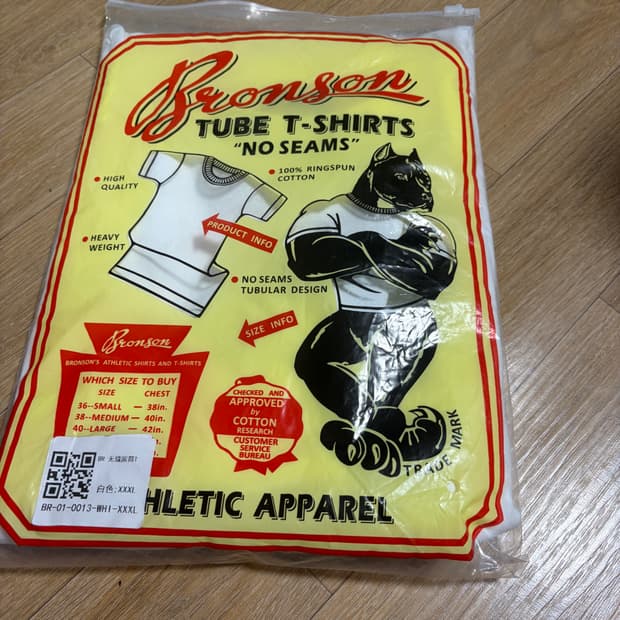 Bronson
TUBE T-SHIRTS
"NO SEAMS"
• HIGH
QUALITY
• 100% RINGSPUN
COTTON
PRODUCT INFO
• HEAVY
WEIGHT
• NO SEAMS
TUBULAR DESIGN
SIZE INFO
Bronson
BRONSON'S ATHLETIC SHIRTS AND T-SHIRTS
WHICH SIZE TO BUY
SIZE CHEST
36--SMALL — 38in.
38--MEDIUM — 40in.
40--LARGE — 42in.
in.
CHECKED AND
APPROVED
by
COTTON
RESEARCH
CUSTOMER
SERVICE
BUREAU
TRADE MARK
白色;XXXL
BR-01-0013-WHI-XXXL
HLETIC APPAREL